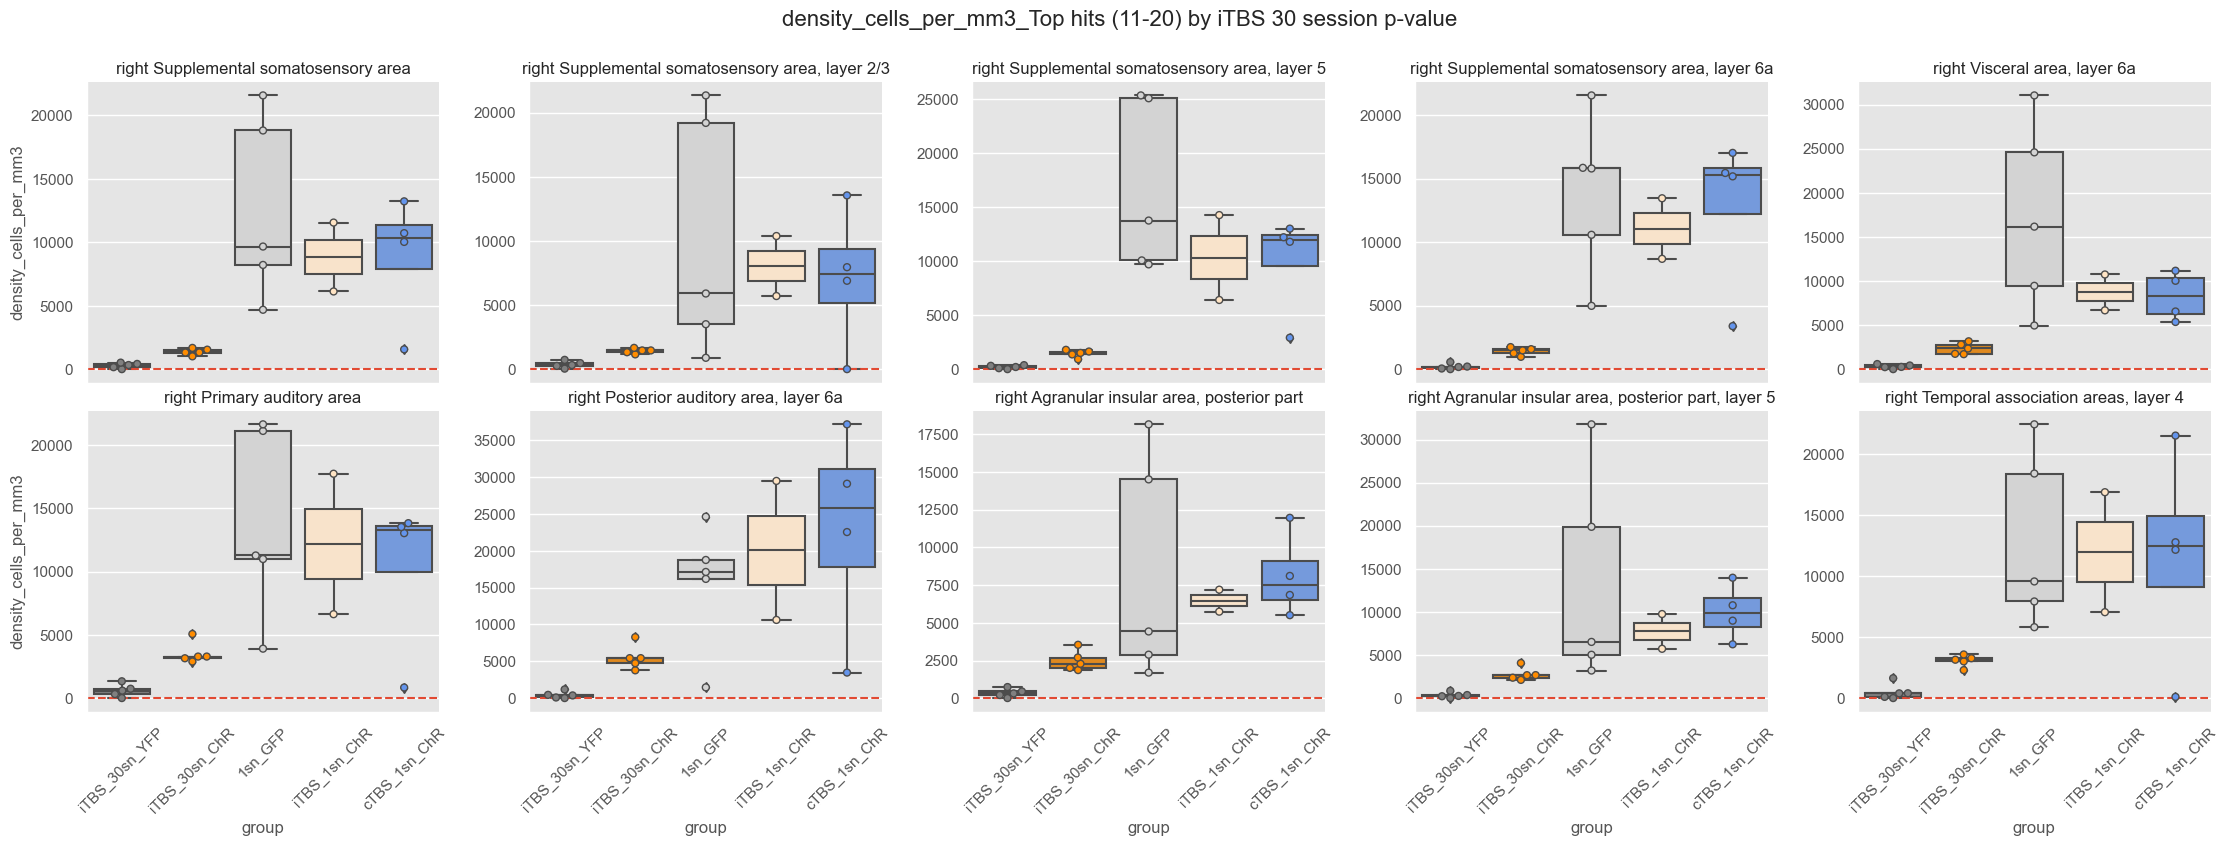 density_cells_per_mm3_Top hits (11-20) by iTBS 30 session p-value
right Supplemental somatosensory area
right Supplemental somatosensory area, layer 2/3
right Supplemental somatosensory area, layer 5
right Supplemental somatosensory area, layer 6a
right Visceral area, layer 6a
density_cells_per_mm3
20000
15000
10000
5000
0
20000
15000
10000
5000
0
25000
20000
15000
10000
5000
0
20000
15000
10000
5000
0
30000
25000
20000
15000
10000
5000
0
right Primary auditory area
right Posterior auditory area, layer 6a
right Agranular insular area, posterior part
right Agranular insular area, posterior part, layer 5
right Temporal association areas, layer 4
density_cells_per_mm3
20000
15000
10000
5000
0
35000
30000
25000
20000
15000
10000
5000
0
17500
15000
12500
10000
7500
5000
2500
0
30000
25000
20000
15000
10000
5000
0
20000
15000
10000
5000
0
iTBS_30sn_YFP
iTBS_30sn_ChR
1sn_GFP
iTBS_1sn_ChR
cTBS_1sn_ChR
group
iTBS_30sn_YFP
iTBS_30sn_ChR
1sn_GFP
iTBS_1sn_ChR
cTBS_1sn_ChR
group
iTBS_30sn_YFP
iTBS_30sn_ChR
1sn_GFP
iTBS_1sn_ChR
cTBS_1sn_ChR
group
iTBS_30sn_YFP
iTBS_30sn_ChR
1sn_GFP
iTBS_1sn_ChR
cTBS_1sn_ChR
group
iTBS_30sn_YFP
iTBS_30sn_ChR
1sn_GFP
iTBS_1sn_ChR
cTBS_1sn_ChR
group